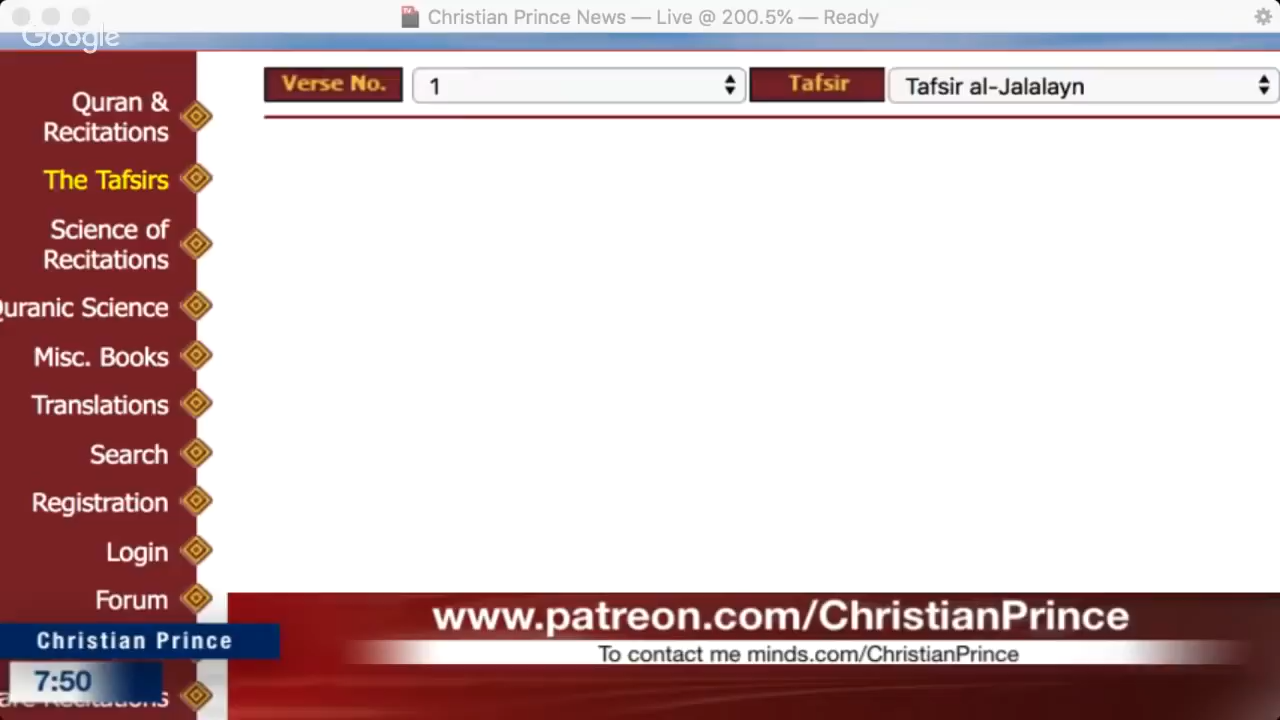 Christian Prince News — Live @ 200.5% — Ready
Google
Verse No.
1
Tafsir
Tafsir al-Jalalayn
Quran &
Recitations
The Tafsirs
Science of
Recitations
Quranic Science
Misc. Books
Translations
Search
Registration
Login
Forum
Christian Prince
7:50
Recitations
www.patreon.com/ChristianPrince
To contact me minds.com/ChristianPrince